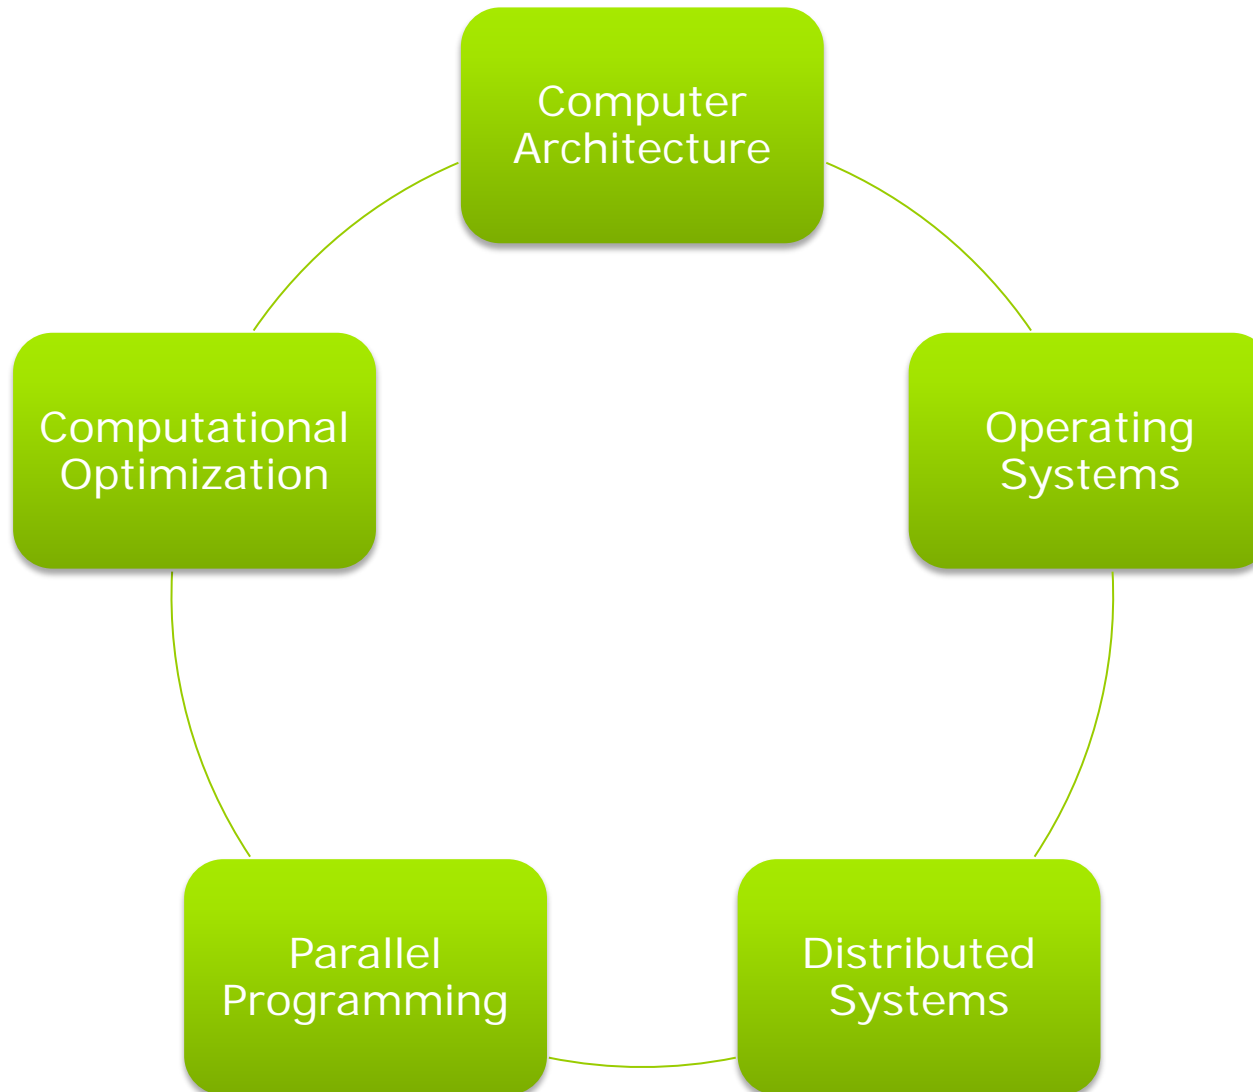 Computer
Architecture
Operating
Systems
Distributed
Systems
Parallel
Programming
Computational
Optimization